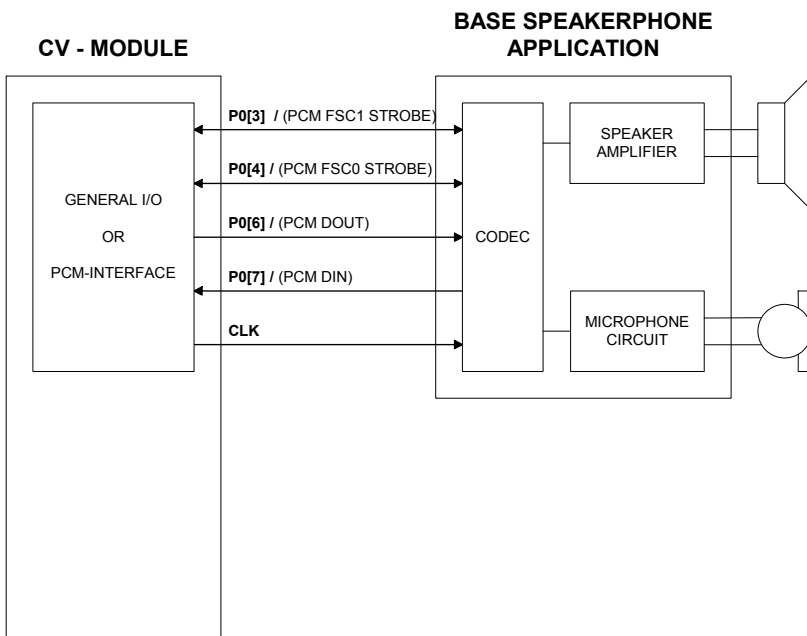 BASE SPEAKERPHONE
APPLICATION
CV - MODULE
P0[3] / (PCM FSC1 STROBE)
P0[4] / (PCM FSC0 STROBE)
P0[6] / (PCM DOUT)
P0[7] / (PCM DIN)
CLK
GENERAL I/O
OR
PCM-INTERFACE
CODEC
SPEAKER
AMPLIFIER
MICROPHONE
CIRCUIT